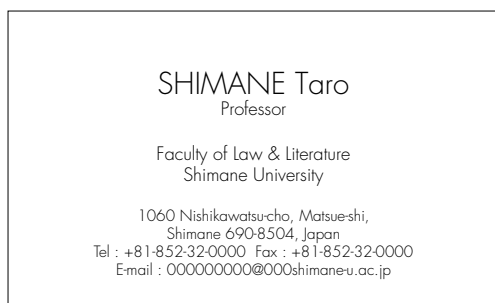 SHIMANE Taro
Professor
Faculty of Law & Literature
Shimane University
1060 Nishikawatsu-cho, Matsue-shi,
Shimane 690-8504, Japan
Tel : +81-852-32-0000  Fax : +81-852-32-0000
E-mail : 000000000@000shimane-u.ac.jp